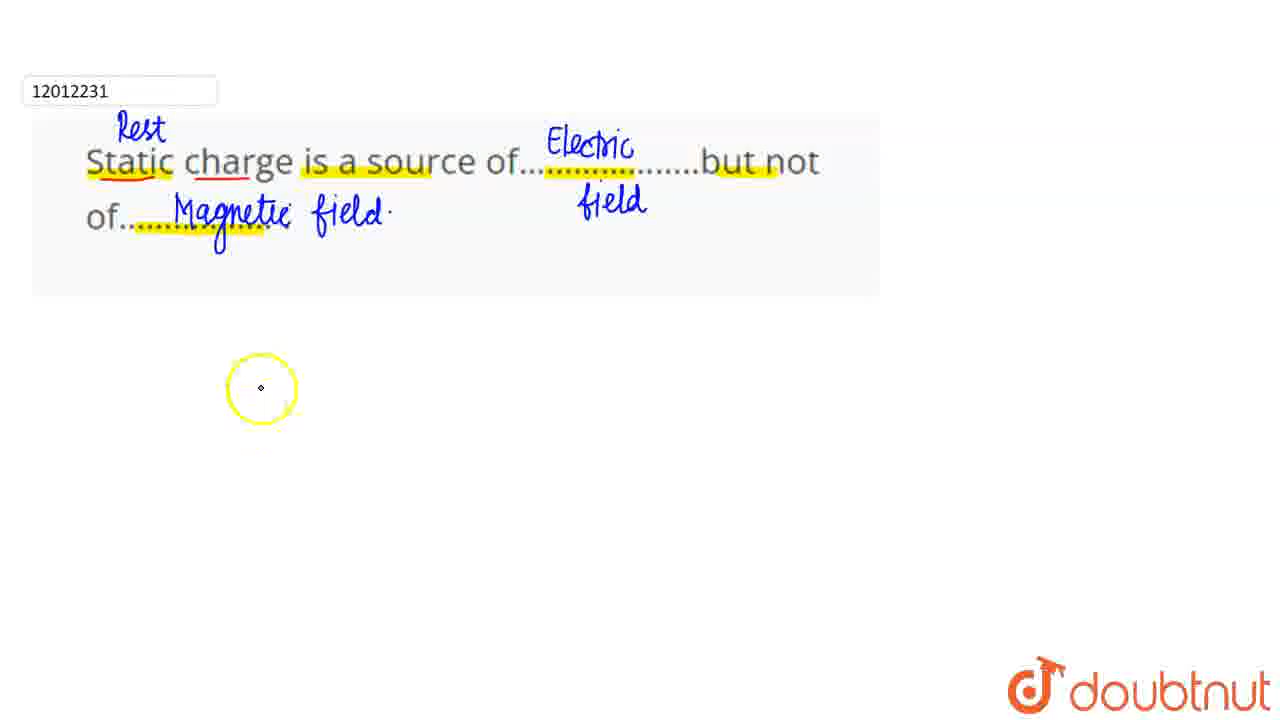 12012231
Rest
Static charge is a source of....................but not
Electric
field
of....................
Magnetic field.
doubtnut